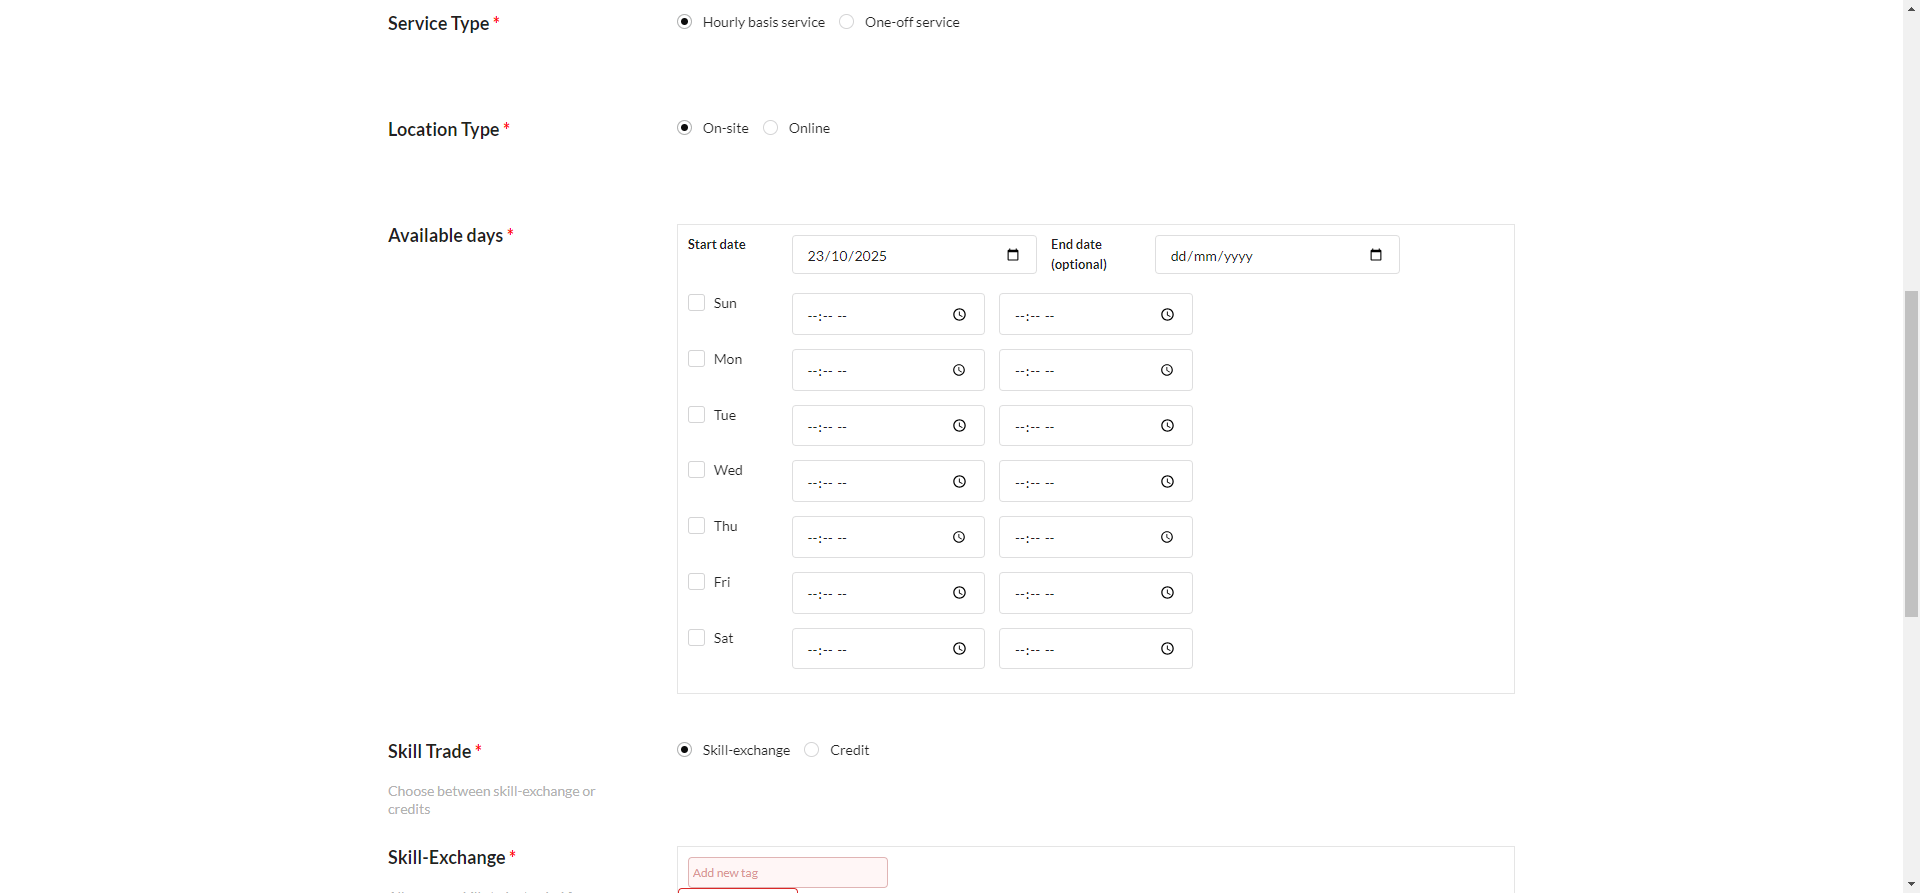 Service Type * Hourly basis service One-off service
Location Type * On-site Online
Available days *
Start date 23/10/2025 End date dd/mm/yyyy
(optional)
Sun --:-- -- --:-- --
Mon --:-- -- --:-- --
Tue --:-- -- --:-- --
Wed --:-- -- --:-- --
Thu --:-- -- --:-- --
Fri --:-- -- --:-- --
Sat --:-- -- --:-- --
Skill Trade * Skill-exchange Credit
Choose between skill-exchange or
credits
Skill-Exchange *
Add new tag